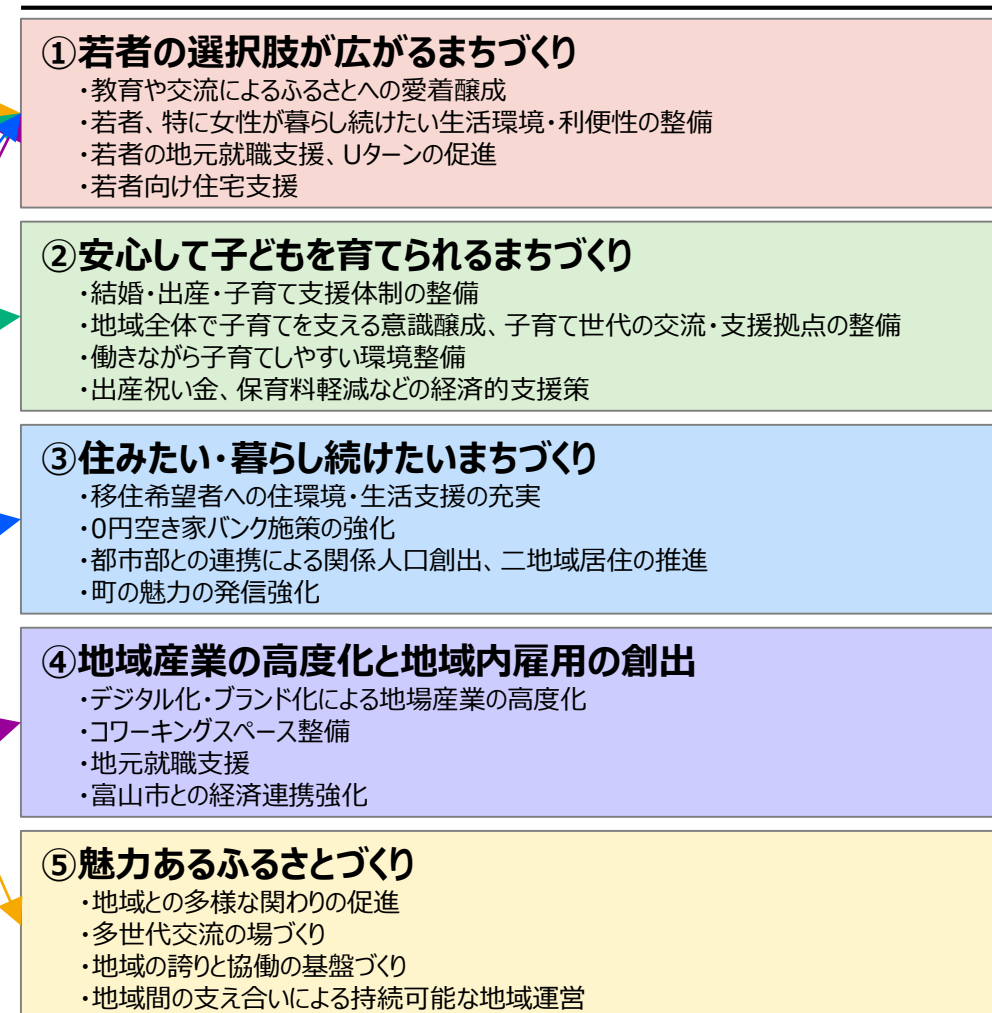 ①若者の選択肢が広がるまちづくり
・教育や交流によるふるさとへの愛着醸成
・若者、特に女性が暮らし続けたい生活環境・利便性の整備
・若者の地元就職支援、Uターンの促進
・若者向け住宅支援
②安心して子どもを育てられるまちづくり
・結婚・出産・子育て支援体制の整備
・地域全体で子育てを支える意識醸成、子育て世代の交流・支援拠点の整備
・働きながら子育てしやすい環境整備
・出産祝い金、保育料軽減などの経済的支援策
③住みたい・暮らし続けたいまちづくり
・移住希望者への住環境・生活支援の充実
・0円空き家バンク施策の強化
・都市部との連携による関係人口創出、二地域居住の推進
・町の魅力の発信強化
④地域産業の高度化と地域内雇用の創出
・デジタル化・ブランド化による地場産業の高度化
・コワーキングスペース整備
・地元就職支援
・富山市との経済連携強化
⑤魅力あるふるさとづくり
・地域との多様な関わりの促進
・多世代交流の場づくり
・地域の誇りと協働の基盤づくり
・地域間の支え合いによる持続可能な地域運営